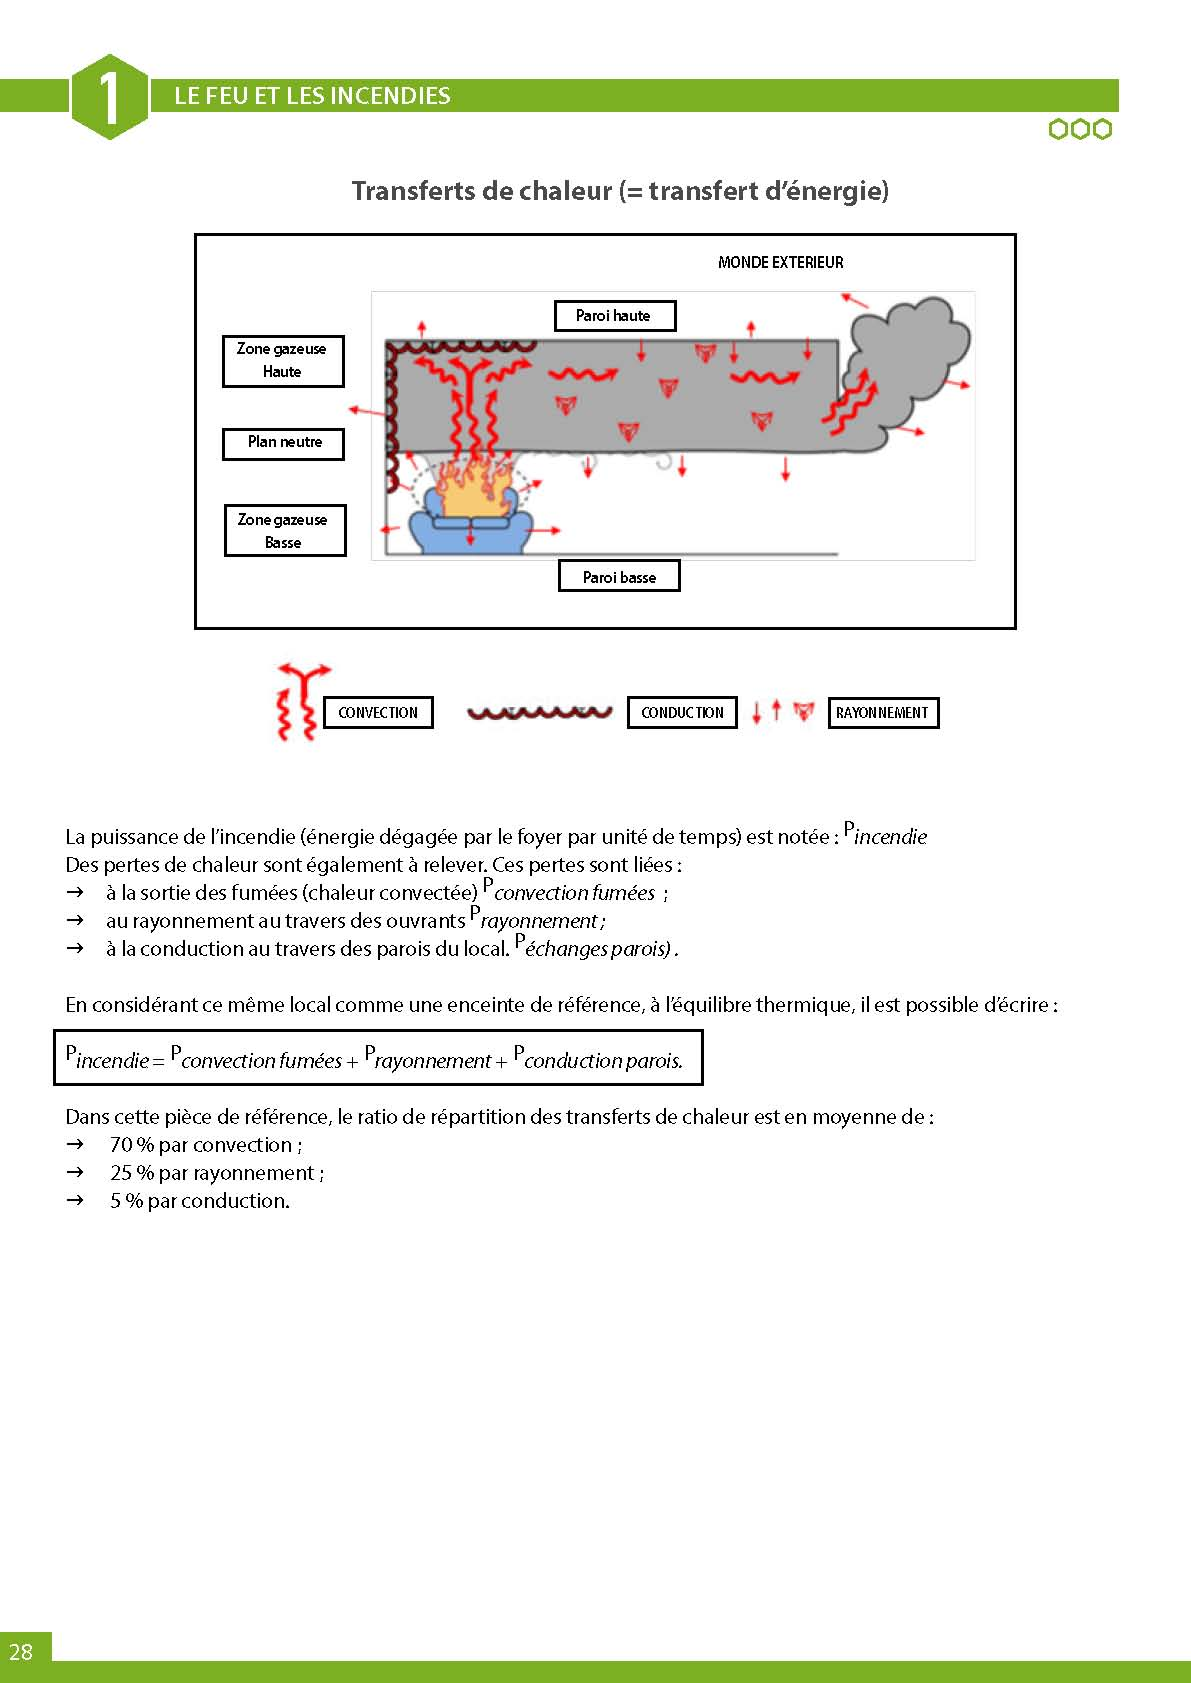 1
LE FEU ET LES INCENDIES
Transferts de chaleur (= transfert d’énergie)
MONDE EXTERIEUR
Paroi haute
Zone gazeuse
Haute
Plan neutre
Zone gazeuse
Basse
Paroi basse
CONVECTION
CONDUCTION
RAYONNEMENT
La puissance de l’incendie (énergie dégagée par le foyer par unité de temps) est notée : Pincendie
Des pertes de chaleur sont également à relever. Ces pertes sont liées :
→ à la sortie des fumées (chaleur convectée) Pconvection fumées ;
→ au rayonnement au travers des ouvrants Prayonnement ;
→ à la conduction au travers des parois du local. Péchanges parois) .
En considérant ce même local comme une enceinte de référence, à l’équilibre thermique, il est possible d’écrire :
Pincendie = Pconvection fumées + Prayonnement + Pconduction parois.
Dans cette pièce de référence, le ratio de répartition des transferts de chaleur est en moyenne de :
→ 70 % par convection ;
→ 25 % par rayonnement ;
→ 5 % par conduction.
28